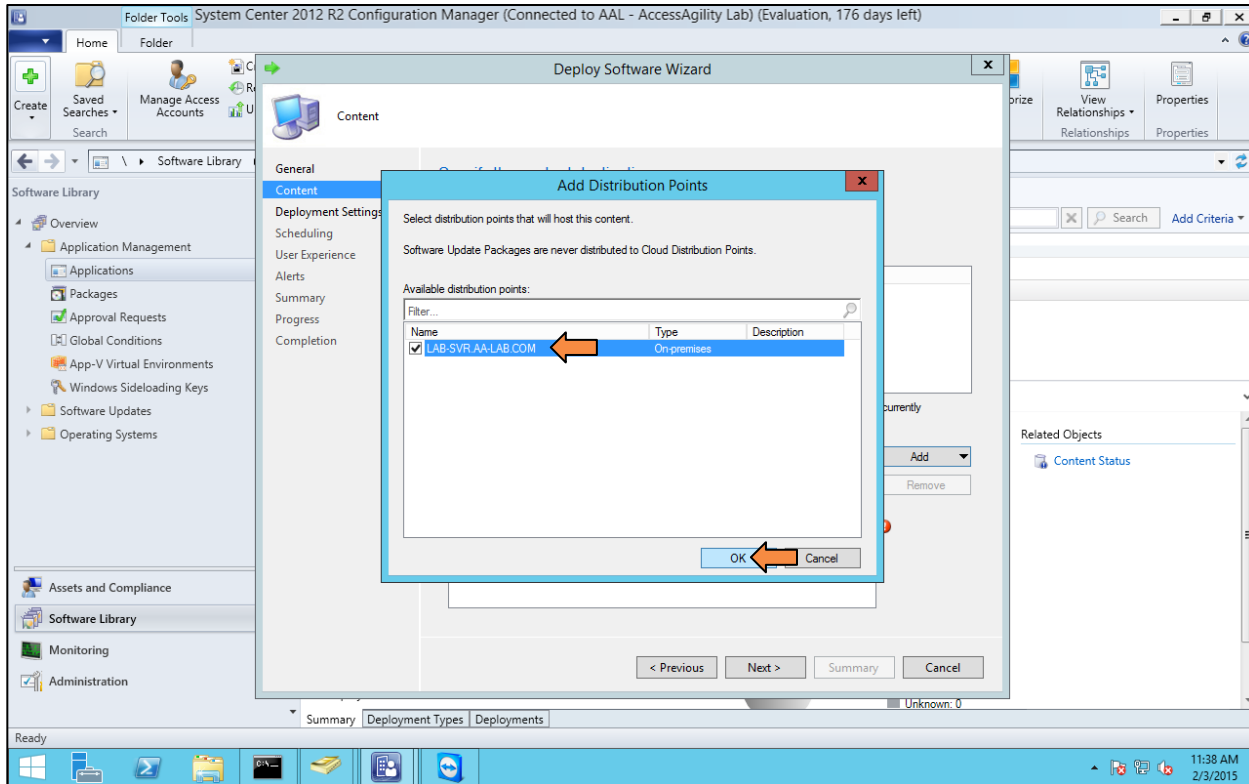 Folder Tools System Center 2012 R2 Configuration Manager (Connected to AAL - AccessAgility Lab) (Evaluation, 176 days left)
Home Folder
Create
Saved Searches
Search
Manage Access Accounts
View Relationships
Relationships
Properties
Properties
\ Software Library
Software Library
Overview
Application Management
Applications
Packages
Approval Requests
Global Conditions
App-V Virtual Environments
Windows Sideloading Keys
Software Updates
Operating Systems
Assets and Compliance
Software Library
Monitoring
Administration
Deploy Software Wizard
Content
General
Content
Deployment Settings
Scheduling
User Experience
Alerts
Summary
Progress
Completion
Add Distribution Points
Select distribution points that will host this content.
Software Update Packages are never distributed to Cloud Distribution Points.
Available distribution points:
Filter...
Name Type Description
LAB-SVR.AA-LAB.COM On-premises
OK Cancel
currently
Add
Remove
< Previous Next > Summary Cancel
Search Add Criteria
Related Objects
Content Status
Unknown: 0
Summary Deployment Types Deployments
Ready
11:38 AM
2/3/2015